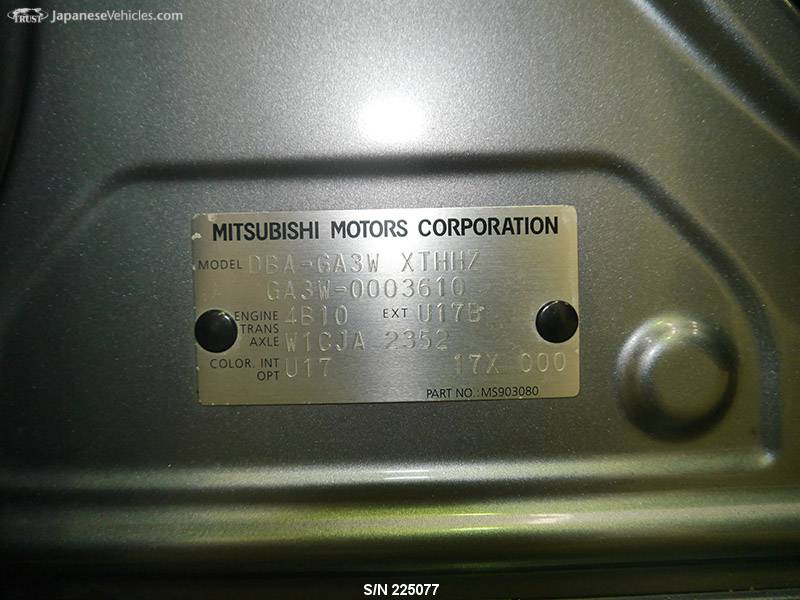 TRUST JapaneseVehicles.com
MITSUBISHI MOTORS CORPORATION
MODEL DBA-GA3W XTHHZ
GA3W-0003610
ENGINE 4B10 EXT U17B
TRANS
AXLE W1CJA 2352
COLOR. INT U17 17X 000
OPT
PART NO.:MS903080
S/N 225077